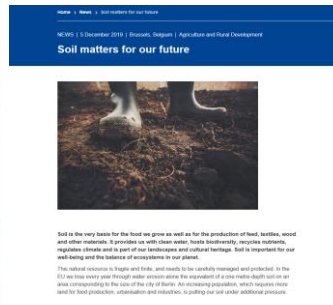 Home > News > Soil matters for our future
NEWS | 5 December 2019 | Brussels, Belgium | Agriculture and Rural Development
Soil matters for our future
Soil is the very basis for the food we grow as well as for the production of feed, textiles, wood
and other materials. It provides us with clean water, hosts biodiversity, recycles nutrients,
regulates climate and is part of our landscapes and cultural heritage. Soil is important for our
well-being and the balance of ecosystems in our planet.
This natural resource is fragile and finite, and needs to be carefully managed and protected. In the
EU we lose every year through water erosion alone the equivalent of a one metre depth soil on an
area corresponding to the size of the city of Berlin. An increasing population, which requires more
land for food production, urbanisation and industries, is putting our soil under additional pressure.